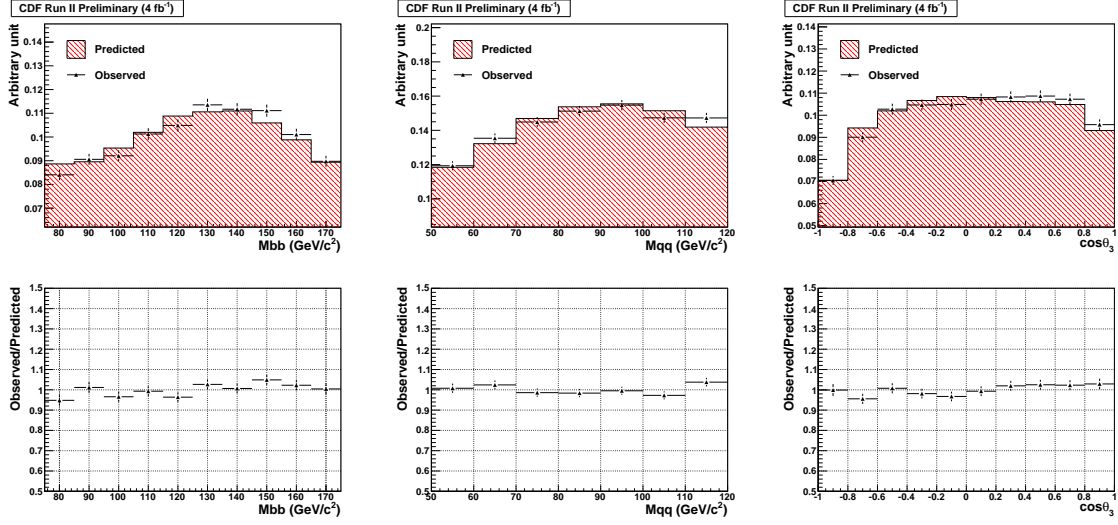 CDF Run II Preliminary (4 fb⁻¹)
Arbitrary unit
0.14
0.13
0.12
0.11
0.1
0.09
0.08
0.07
Predicted
Observed
80 90 100 110 120 130 140 150 160 170
Mbb (GeV/c²)
CDF Run II Preliminary (4 fb⁻¹)
Arbitrary unit
0.2
0.18
0.16
0.14
0.12
0.1
Predicted
Observed
50 60 70 80 90 100 110 120
Mqq (GeV/c²)
CDF Run II Preliminary (4 fb⁻¹)
Arbitrary unit
0.14
0.13
0.12
0.11
0.1
0.09
0.08
0.07
0.06
0.05
Predicted
Observed
-1 -0.8 -0.6 -0.4 -0.2 0 0.2 0.4 0.6 0.8 1
cosθ₃
Observed/Predicted
1.5
1.4
1.3
1.2
1.1
1
0.9
0.8
0.7
0.6
0.5
80 90 100 110 120 130 140 150 160 170
Mbb (GeV/c²)
Observed/Predicted
1.5
1.4
1.3
1.2
1.1
1
0.9
0.8
0.7
0.6
0.5
50 60 70 80 90 100 110 120
Mqq (GeV/c²)
Observed/Predicted
1.5
1.4
1.3
1.2
1.1
1
0.9
0.8
0.7
0.6
0.5
-1 -0.8 -0.6 -0.4 -0.2 0 0.2 0.4 0.6 0.8 1
cosθ₃